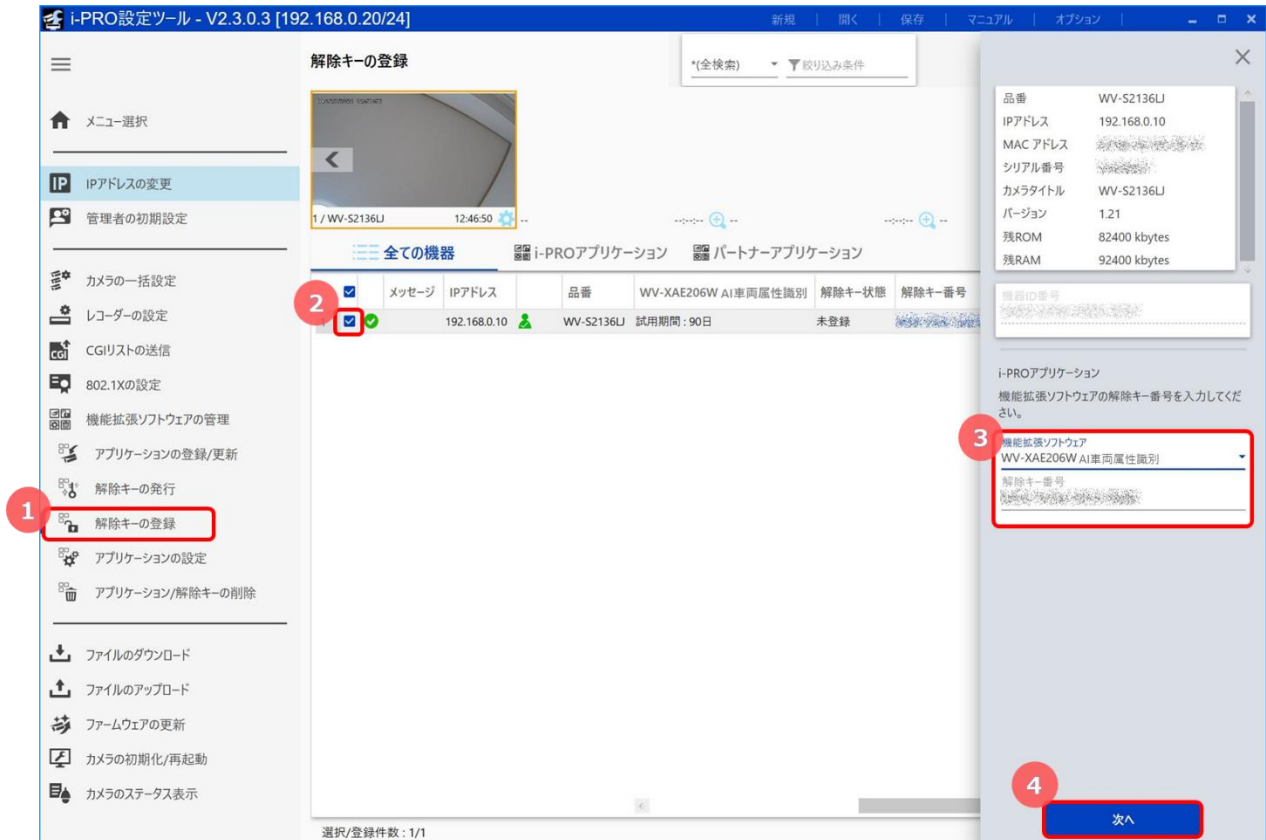 i-PRO設定ツール - V2.3.0.3 [192.168.0.20/24]
新規 | 開く | 保存 | マニュアル | オプション |
メニュー選択
IPアドレスの変更
管理者の初期設定
カメラの一括設定
レコーダーの設定
CGIリストの送信
802.1Xの設定
機能拡張ソフトウェアの管理
アプリケーションの登録/更新
解除キーの発行
1
解除キーの登録
アプリケーションの設定
アプリケーション/解除キーの削除
ファイルのダウンロード
ファイルのアップロード
ファームウェアの更新
カメラの初期化/再起動
カメラのステータス表示
解除キーの登録
*(全検索)
絞り込み条件
1 / WV-S2136LJ 12:46:50
--
--:--:-- --
--:--:-- --
全ての機器
i-PROアプリケーション
パートナーアプリケーション
2
メッセージ IPアドレス 品番 WV-XAE206W AI車両属性識別 解除キー状態 解除キー番号
1 192.168.0.10 WV-S2136LJ 試用期間 : 90日 未登録
選択/登録件数 : 1/1
品番 WV-S2136LJ
IPアドレス 192.168.0.10
MAC アドレス
シリアル番号
カメラタイトル WV-S2136LJ
バージョン 1.21
残ROM 82400 kbytes
残RAM 92400 kbytes
機器ID番号
i-PROアプリケーション
機能拡張ソフトウェアの解除キー番号を入力してくだ
さい。
3
機能拡張ソフトウェア
WV-XAE206W AI車両属性識別
解除キー番号
4
次へ